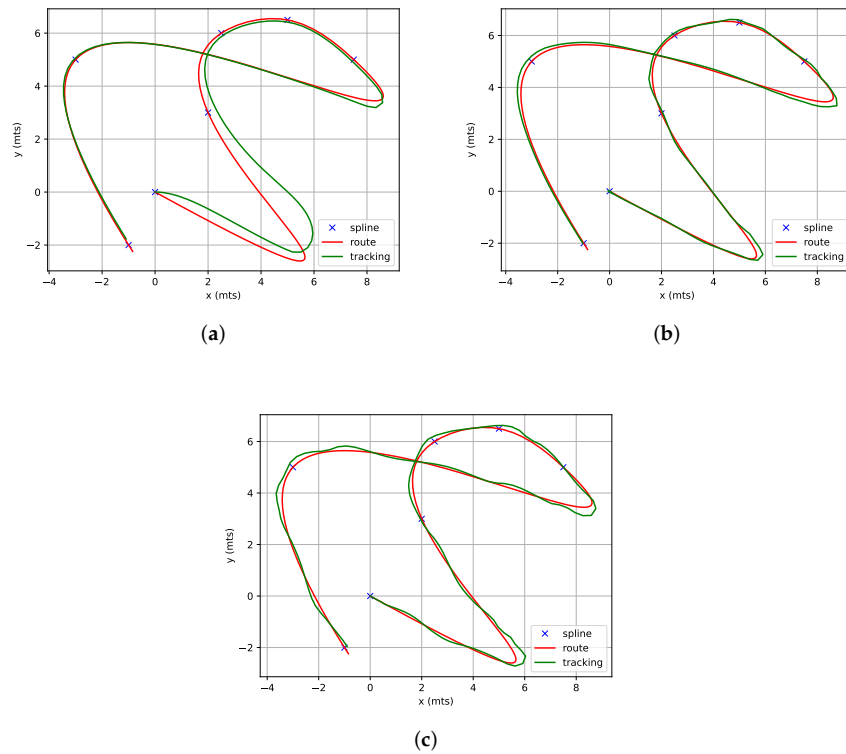 6
4
2
0
−2
y (mts)
−4
−2
0
2
4
6
8
x (mts)
spline
route
tracking
(a)
6
4
2
0
−2
y (mts)
−4
−2
0
2
4
6
8
x (mts)
spline
route
tracking
(b)
6
4
2
0
−2
y (mts)
−4
−2
0
2
4
6
8
x (mts)
spline
route
tracking
(c)